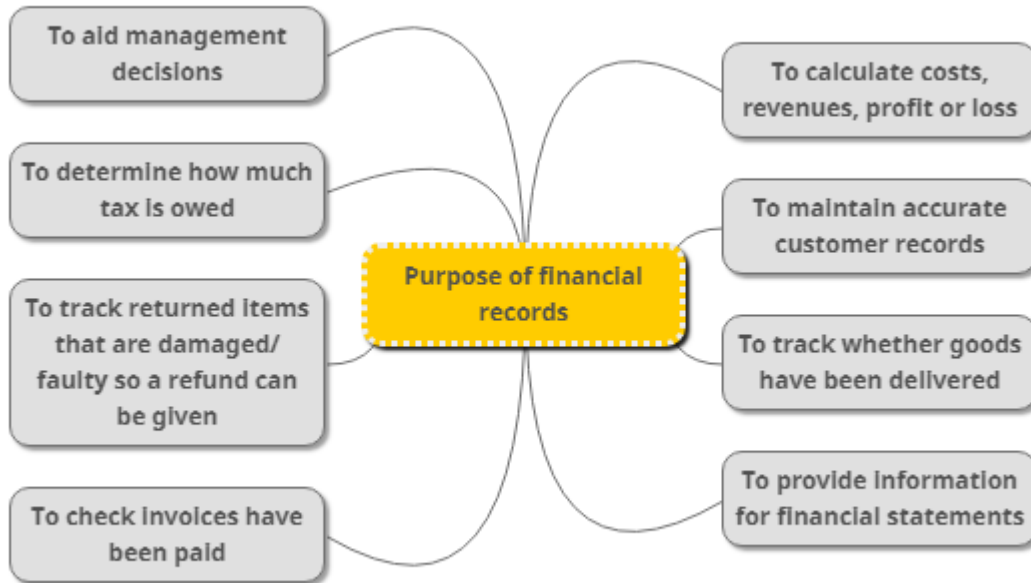 To aid management
decisions
To determine how much
tax is owed
To track returned items
that are damaged/
faulty so a refund can
be given
To check invoices have
been paid
Purpose of financial
records
To calculate costs,
revenues, profit or loss
To maintain accurate
customer records
To track whether goods
have been delivered
To provide information
for financial statements